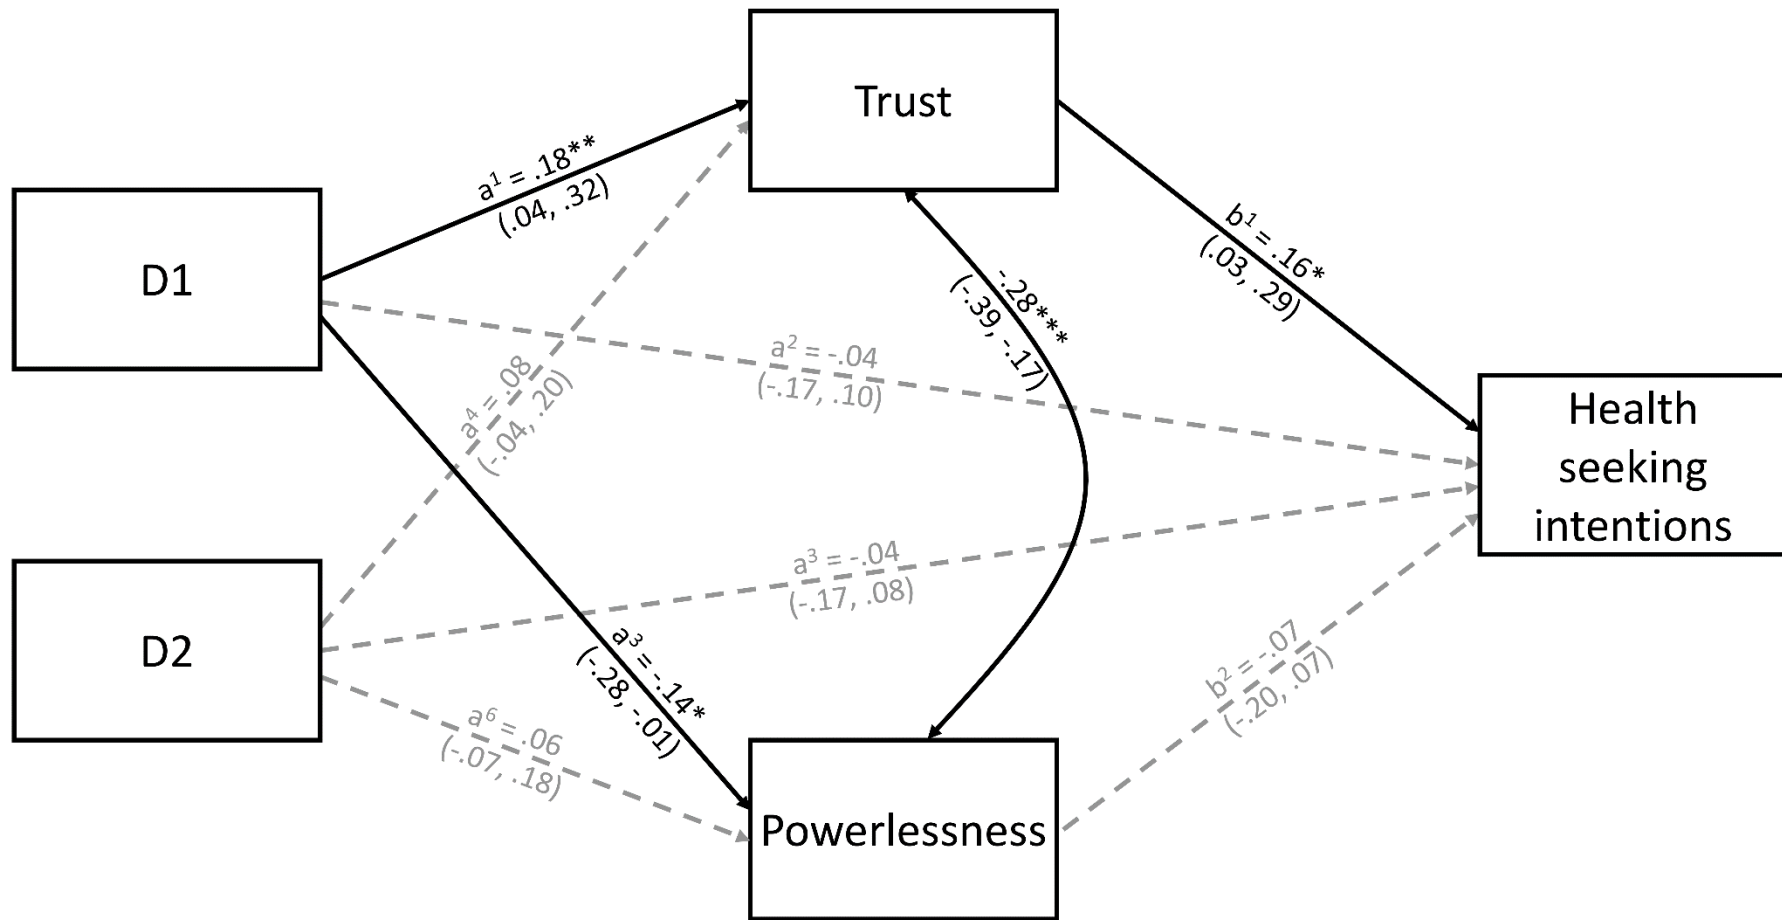 Trust
a¹ = .18**
(.04, .32)
D1
b¹ = .16*
(.03, .29)
-.28***
(-.39, -.17)
a² = -.04
(-.17, .10)
a⁴ = .08
(-.04, .20)
Health
seeking
intentions
a³ = -.04
(-.17, .08)
D2
a³ = -.14*
(-.28, -.01)
a⁶ = .06
(-.07, .18)
b² = -.07
(-.20, .07)
Powerlessness